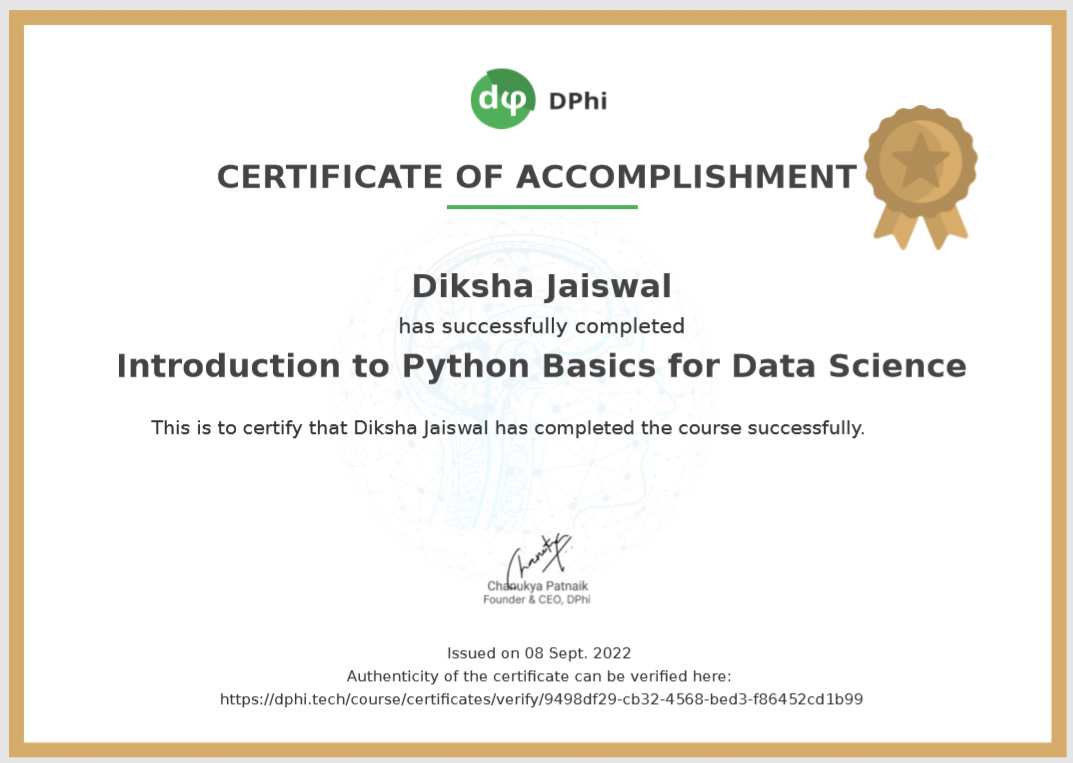 dφ DPhi
CERTIFICATE OF ACCOMPLISHMENT
Diksha Jaiswal
has successfully completed
Introduction to Python Basics for Data Science
This is to certify that Diksha Jaiswal has completed the course successfully.
Chanukya Patnaik
Founder & CEO, DPhi
Issued on 08 Sept. 2022
Authenticity of the certificate can be verified here:
https://dphi.tech/course/certificates/verify/9498df29-cb32-4568-bed3-f86452cd1b99